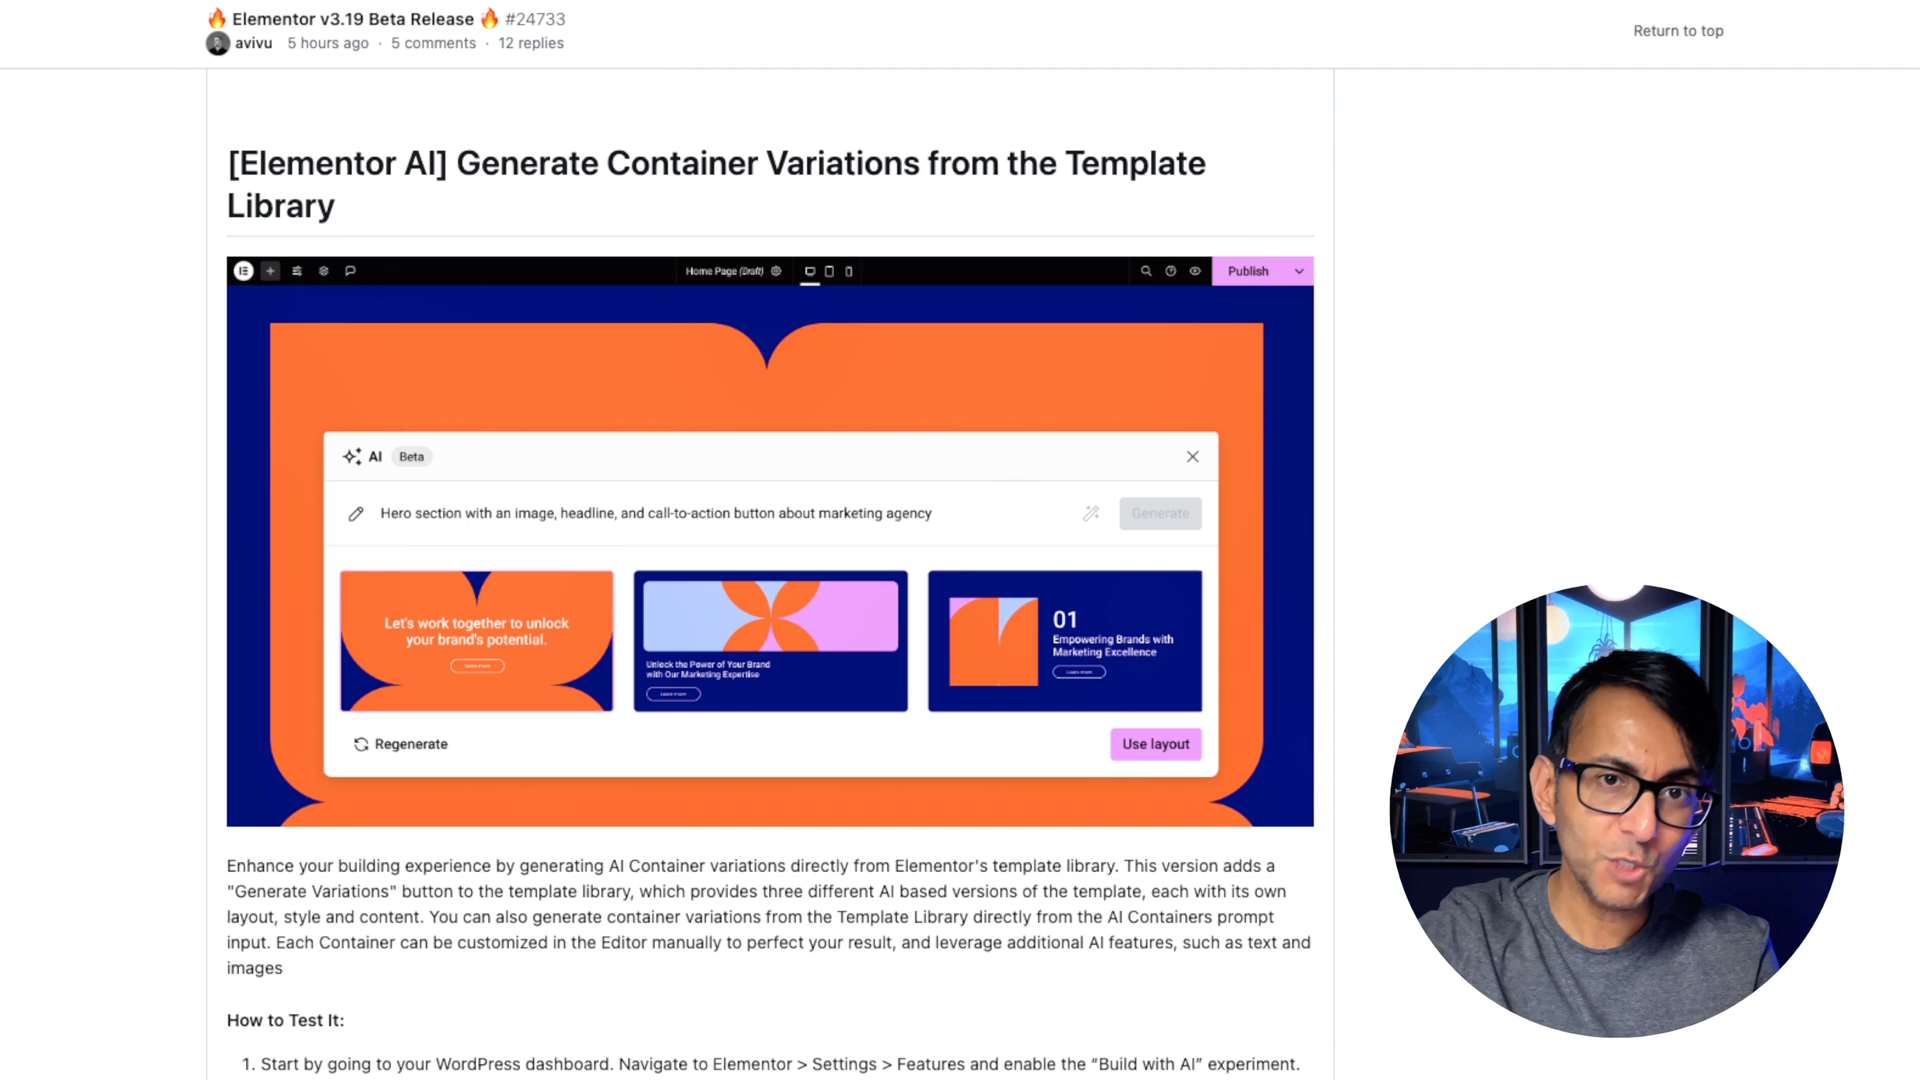 Elementor v3.19 Beta Release #24733
avivu 5 hours ago · 5 comments · 12 replies
Return to top
[Elementor AI] Generate Container Variations from the Template
Library
Home Page (Draft)
Publish
AI Beta
Hero section with an image, headline, and call-to-action button about marketing agency
Generate
Let's work together to unlock
your brand's potential.
Learn more
Unlock the Power of Your Brand
with Our Marketing Expertise
Learn more
01
Empowering Brands with
Marketing Excellence
Learn more
Regenerate
Use layout
Enhance your building experience by generating AI Container variations directly from Elementor's template library. This version adds a
"Generate Variations" button to the template library, which provides three different AI based versions of the template, each with its own
layout, style and content. You can also generate container variations from the Template Library directly from the AI Containers prompt
input. Each Container can be customized in the Editor manually to perfect your result, and leverage additional AI features, such as text and
images
How to Test It:
1. Start by going to your WordPress dashboard. Navigate to Elementor > Settings > Features and enable the “Build with AI” experiment.